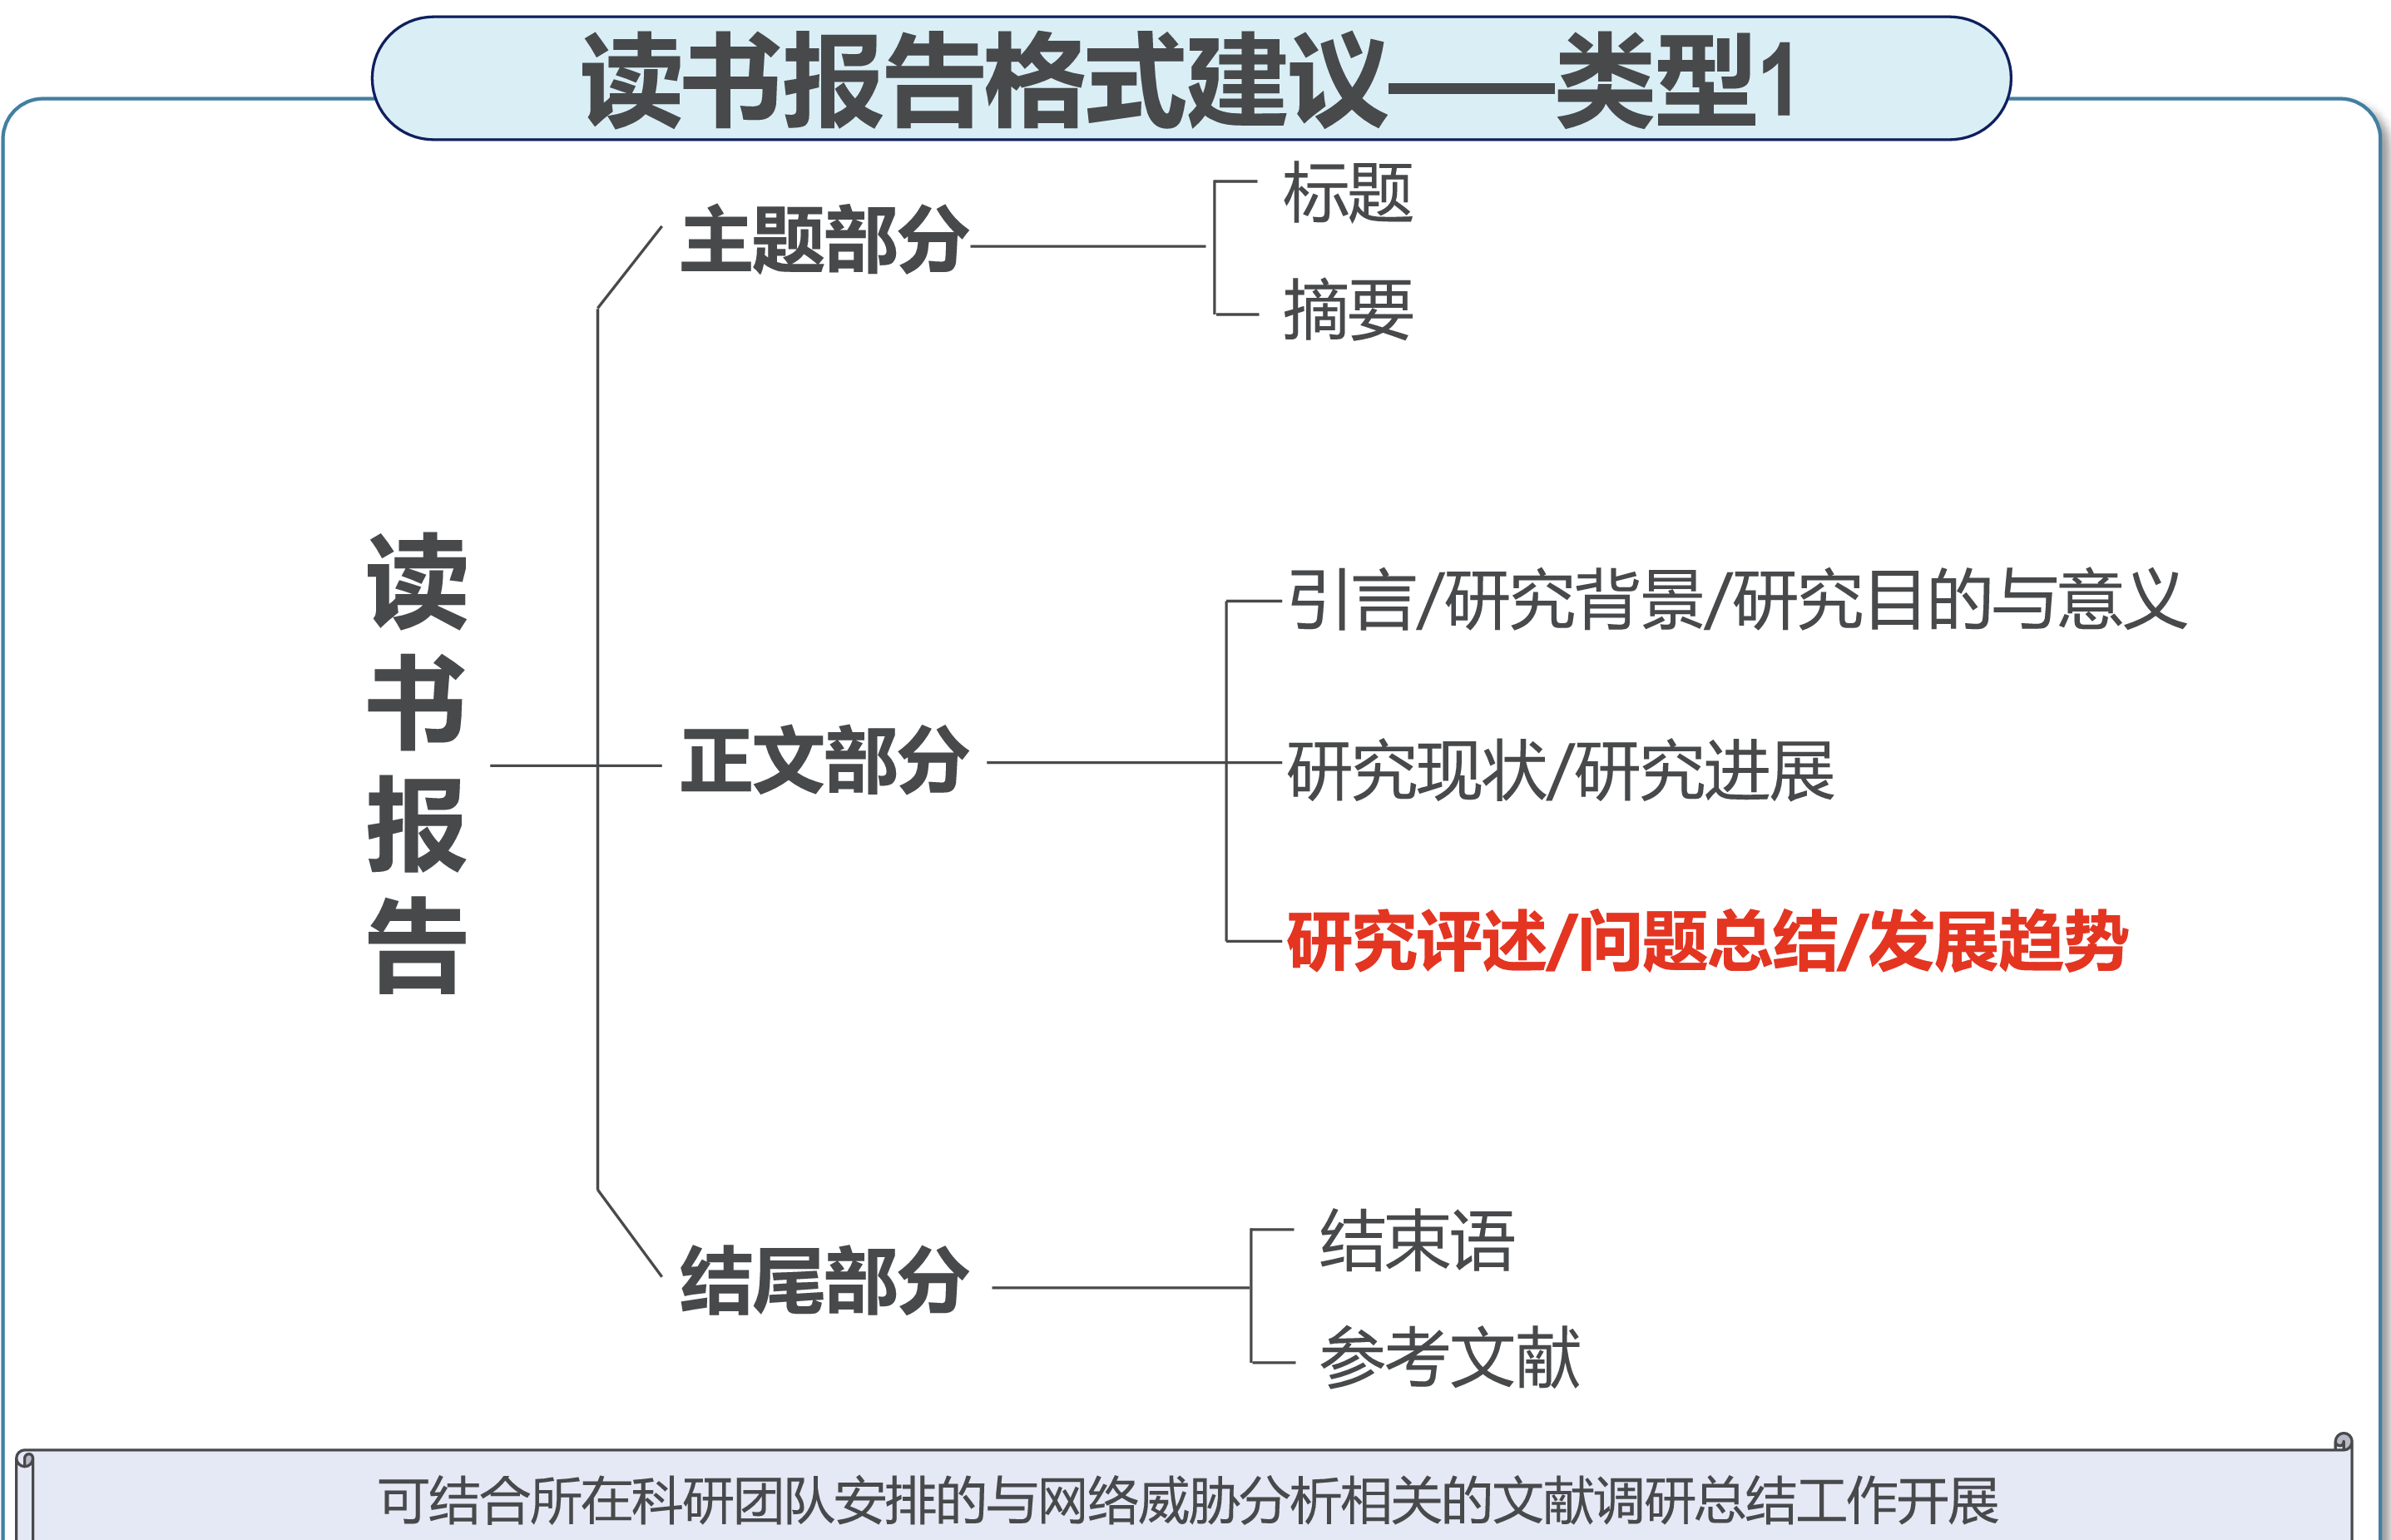 读书报告格式建议——类型1
读书报告
主题部分
标题
摘要
正文部分
引言/研究背景/研究目的与意义
研究现状/研究进展
研究评述/问题总结/发展趋势
结尾部分
结束语
参考文献
可结合所在科研团队安排的与网络威胁分析相关的文献调研总结工作开展